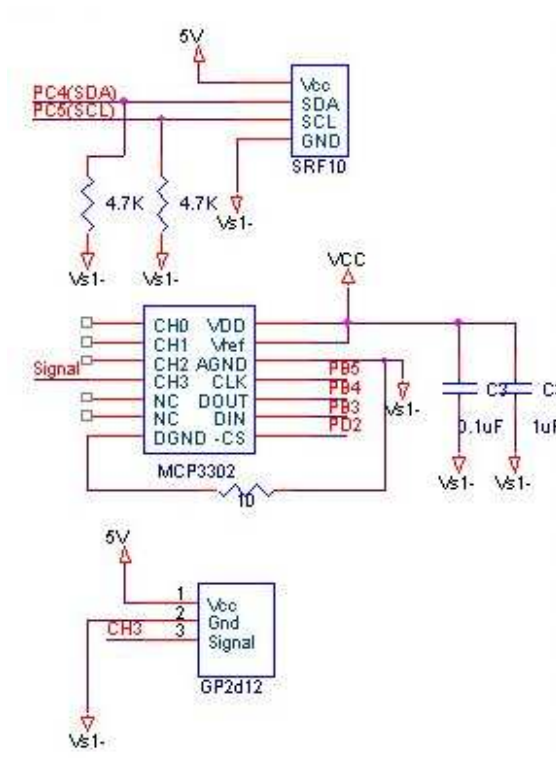 5V
Vcc
PC4(SDA) SDA
PC5(SCL) SCL
GND
SRF10
4.7K 4.7K Vs1-
Vs1- Vs1-
VCC
CH0 VDD
CH1 Vref
Signal CH2 AGND
CH3 CLK PB5
NC DOUT PB4
NC DIN PB3
DGND -CS PD2
Vs1- C3
0.1uF 1uF
MCP3302
Vs1- Vs1-
10
5V
1 Vcc
2 Gnd
CH3 3 Signal
GP2d12
Vs1-